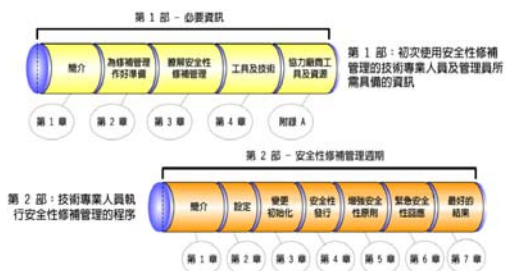 第 1 部 – 必要資訊
簡介
為修補管理
作好準備
瞭解安全性
修補管理
工具及技術
協力廠商工
具及資源
第 1 章
第 2 章
第 3 章
第 4 章
附錄 A
第 1 部：初次使用安全性修補
管理的技術專業人員及管理員所
需具備的資訊
第 2 部 – 安全性修補管理週期
第 2 部：技術專業人員執
行安全性修補管理的程序
簡介
設定
變更
初始化
安全性
發行
增強安全
性原則
緊急安全
性回應
最好的
結果
第 1 章
第 2 章
第 3 章
第 4 章
第 5 章
第 6 章
第 7 章